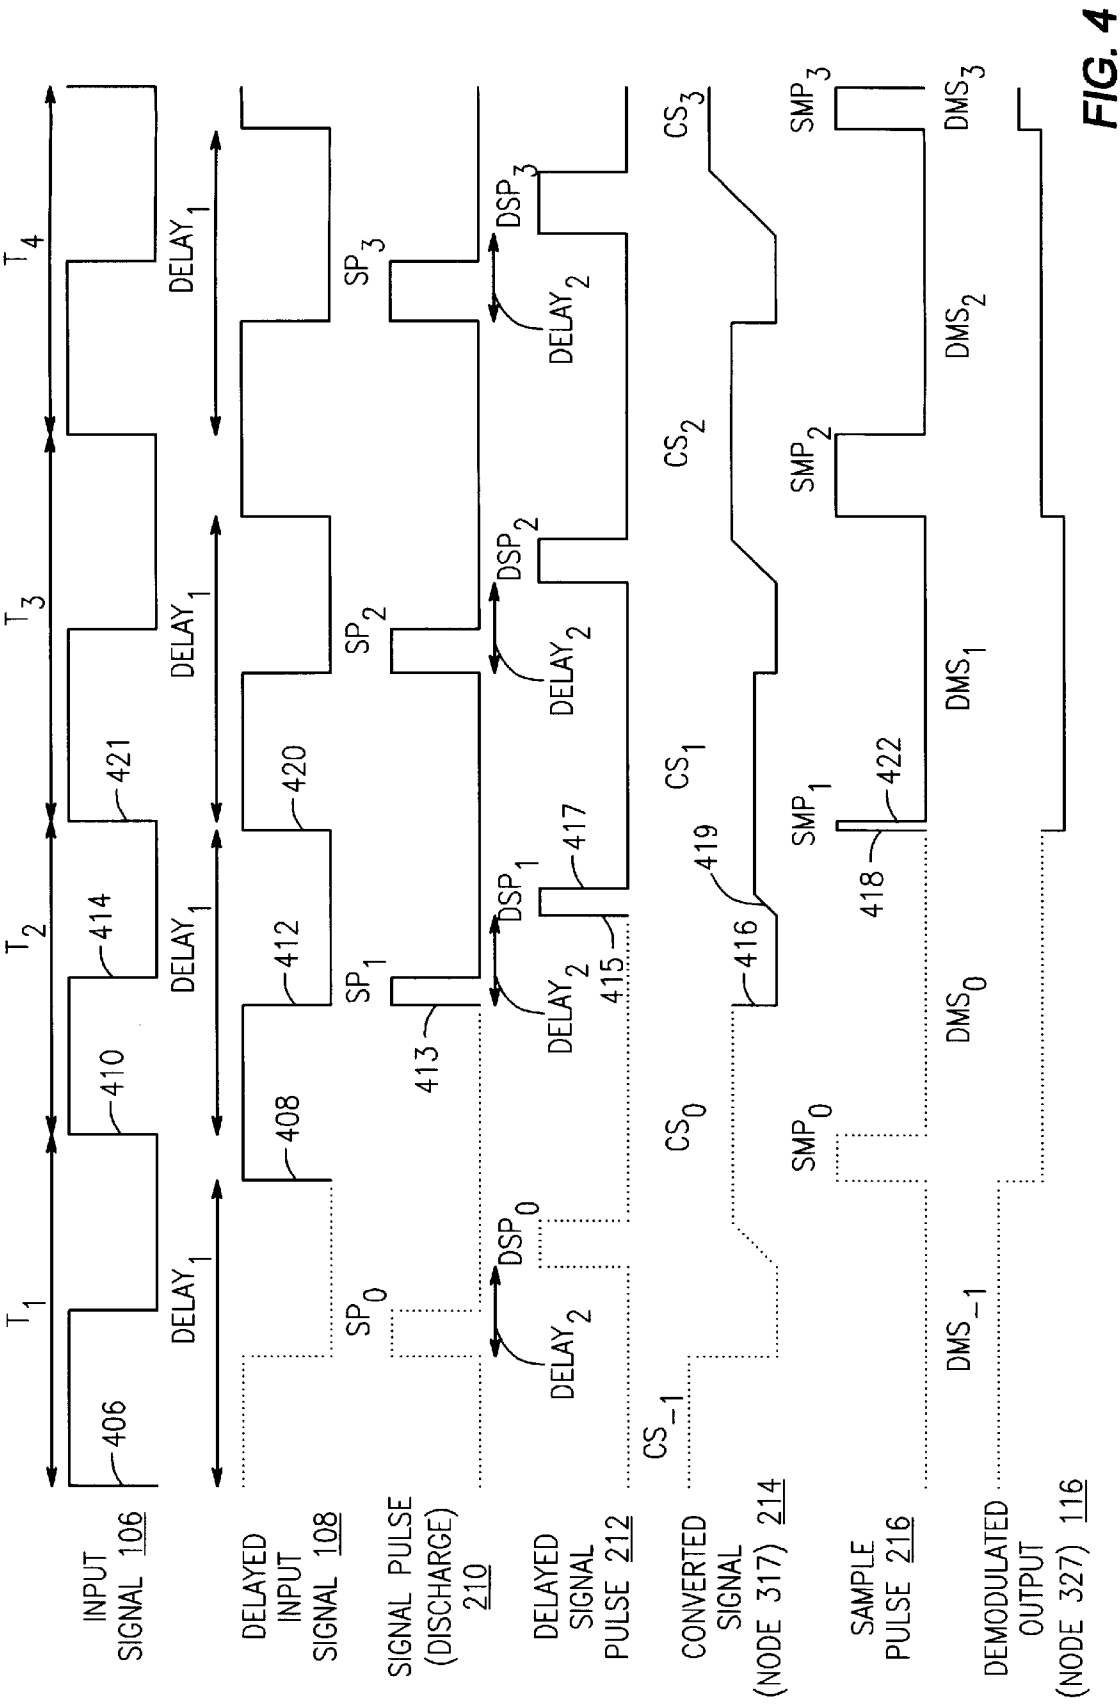 T1 T2 T3 T4
INPUT
SIGNAL 106
406 410 414 421
DELAY1 DELAY1 DELAY1 DELAY1
DELAYED
INPUT
SIGNAL 108
408 412 420
SIGNAL PULSE
(DISCHARGE)
210
SP0 SP1 SP2 SP3
413
DELAY2 DELAY2 DELAY2 DELAY2
DELAYED
SIGNAL
PULSE 212
DSP0 DSP1 DSP2 DSP3
415 417
CONVERTED
SIGNAL
(NODE 317) 214
CS-1 CS0 CS1 CS2 CS3
416 419
SAMPLE
PULSE 216
SMP0 SMP1 SMP2 SMP3
418 422
DEMODULATED
OUTPUT
(NODE 327) 116
DMS-1 DMS0 DMS1 DMS2 DMS3
FIG. 4